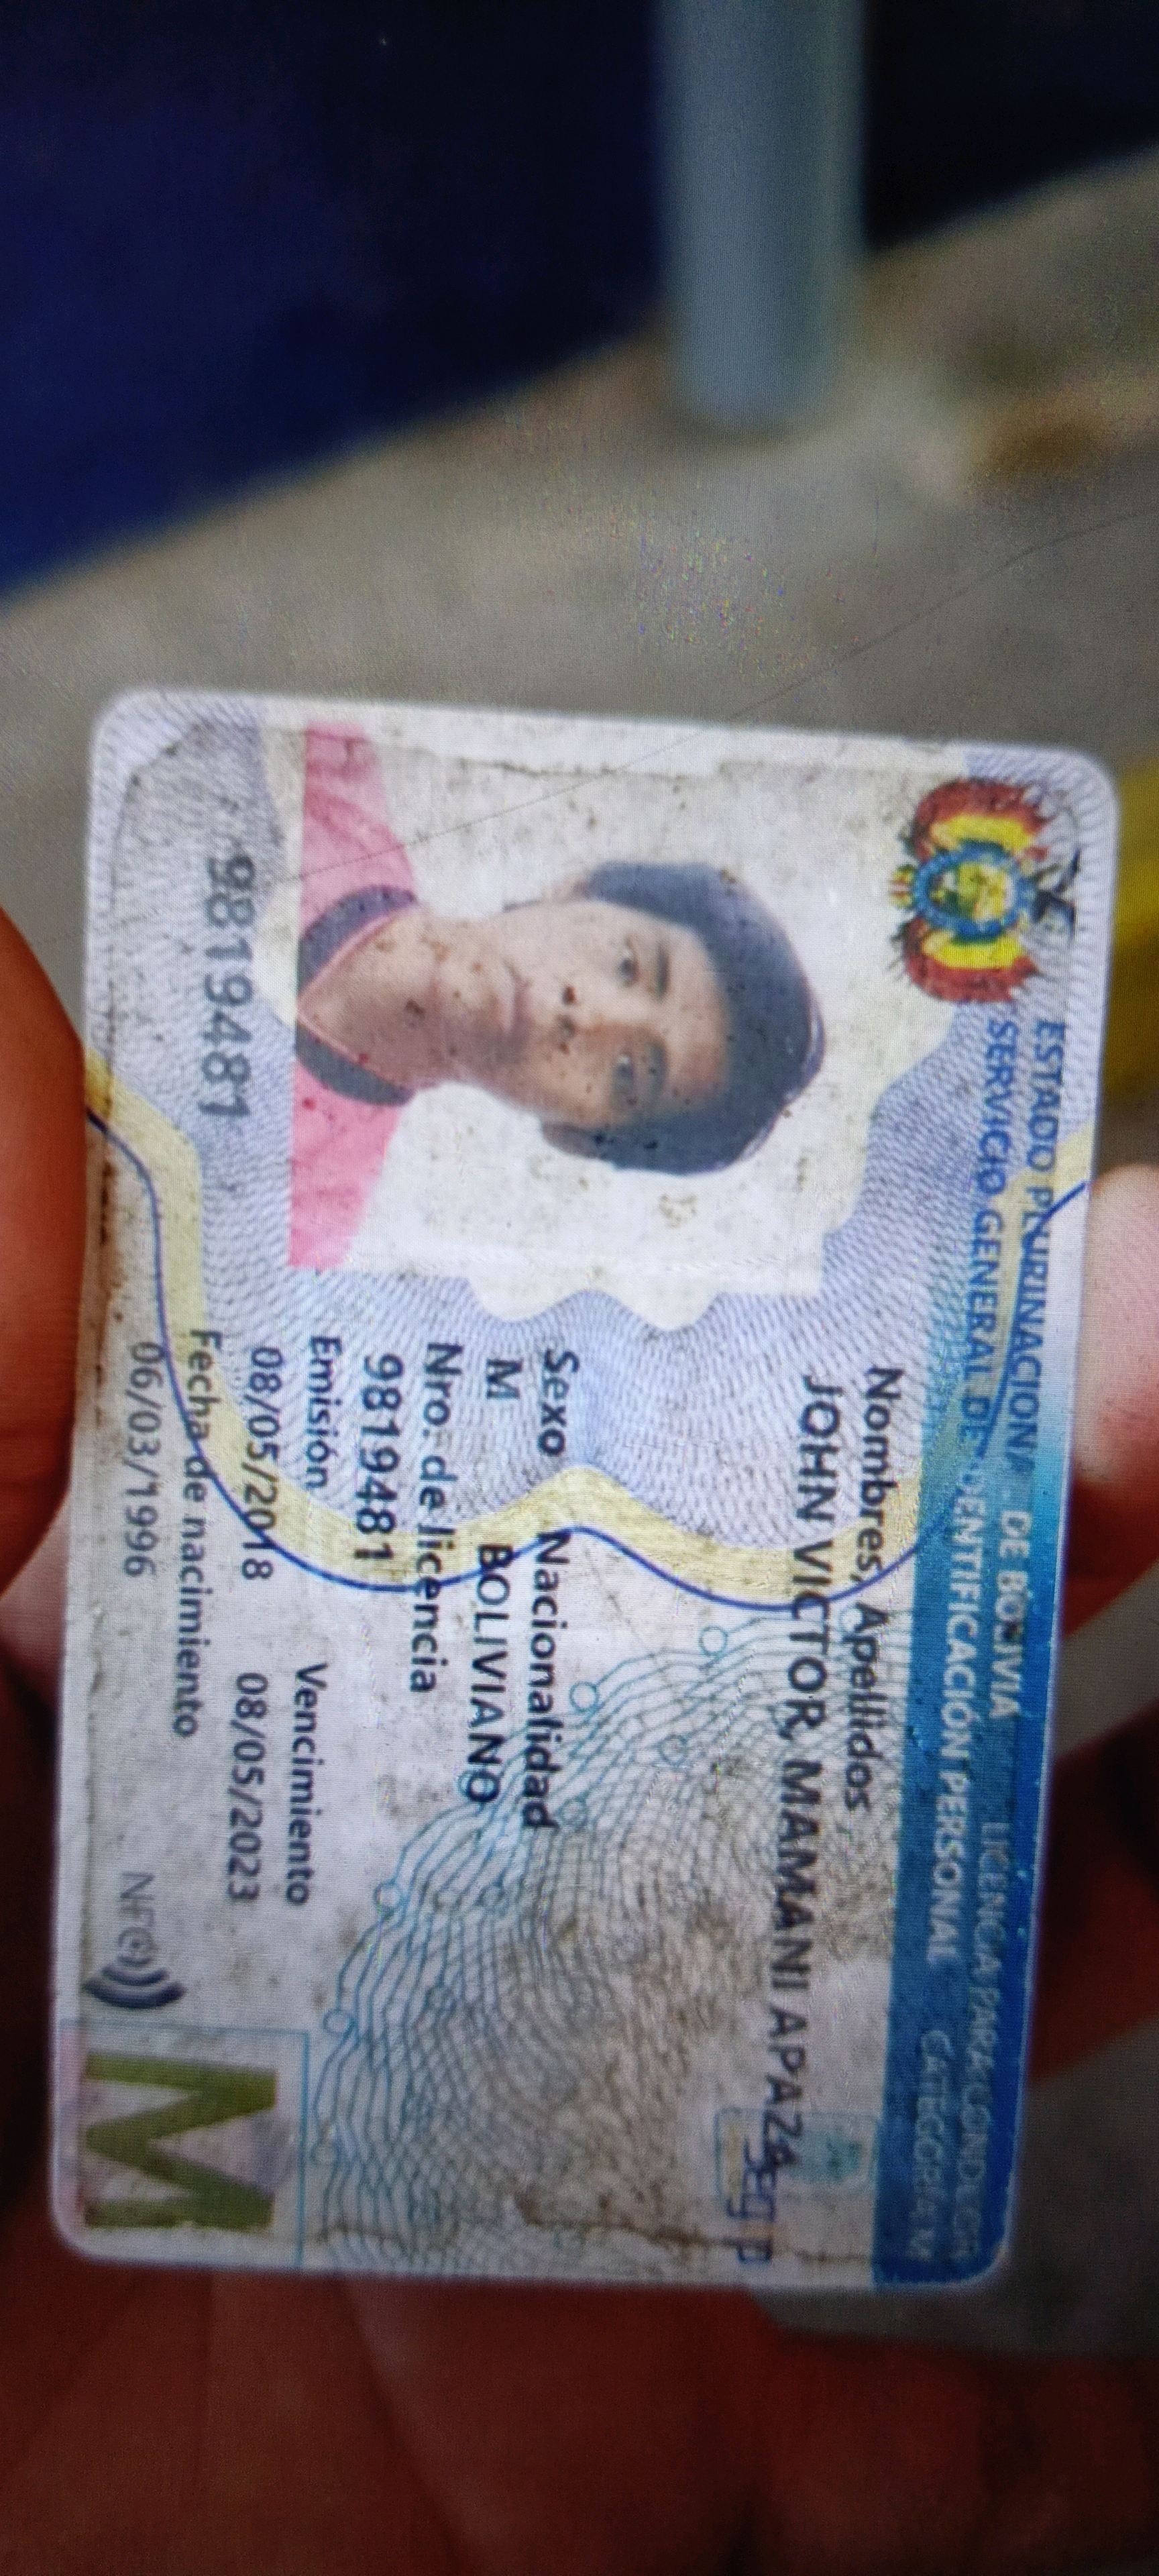 ESTADO PLURINACIONAL DE BOLIVIA LICENCIA PARA CONDUCIR
SERVICIO GENERAL DE IDENTIFICACIÓN PERSONAL CATEGORIA M
Nombres, Apellidos
JOHN VICTOR, MAMANI APAZA
segip
Sexo Nacionalidad
M BOLIVIANO
Nro. de licencia
9819481
Emisión Vencimiento
08/05/2018 08/05/2023
Fecha de nacimiento
06/03/1996
9819481
NFC
M